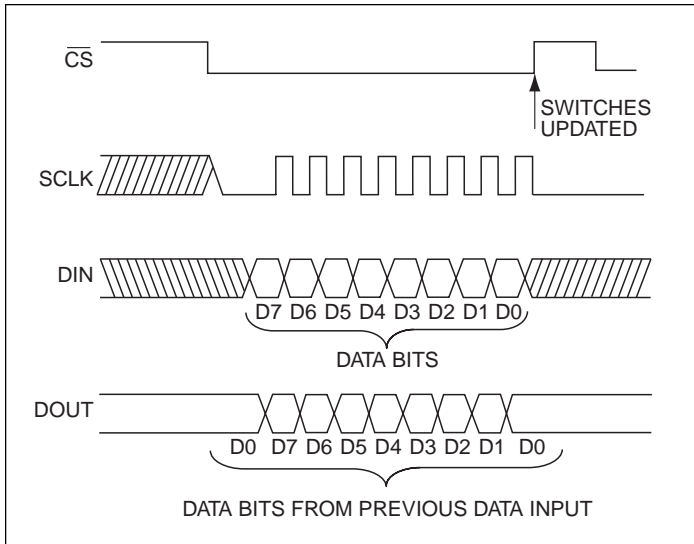 CS
SWITCHES
UPDATED
SCLK
DIN
D7 D6 D5 D4 D3 D2 D1 D0
DATA BITS
DOUT
D0 D7 D6 D5 D4 D3 D2 D1 D0
DATA BITS FROM PREVIOUS DATA INPUT